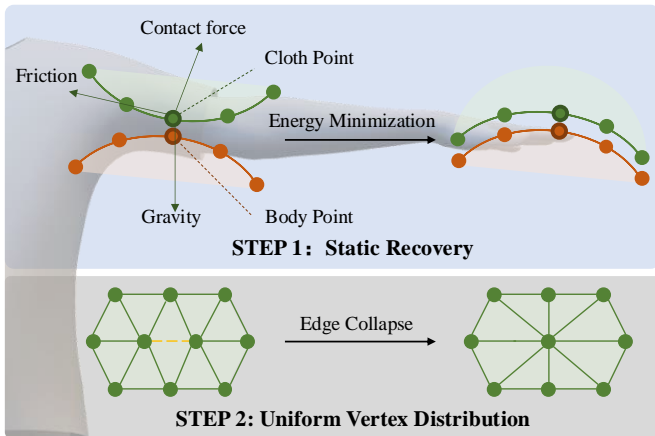 Contact force
Cloth Point
Friction
Energy Minimization
Gravity
Body Point
STEP 1：Static Recovery
Edge Collapse
STEP 2: Uniform Vertex Distribution